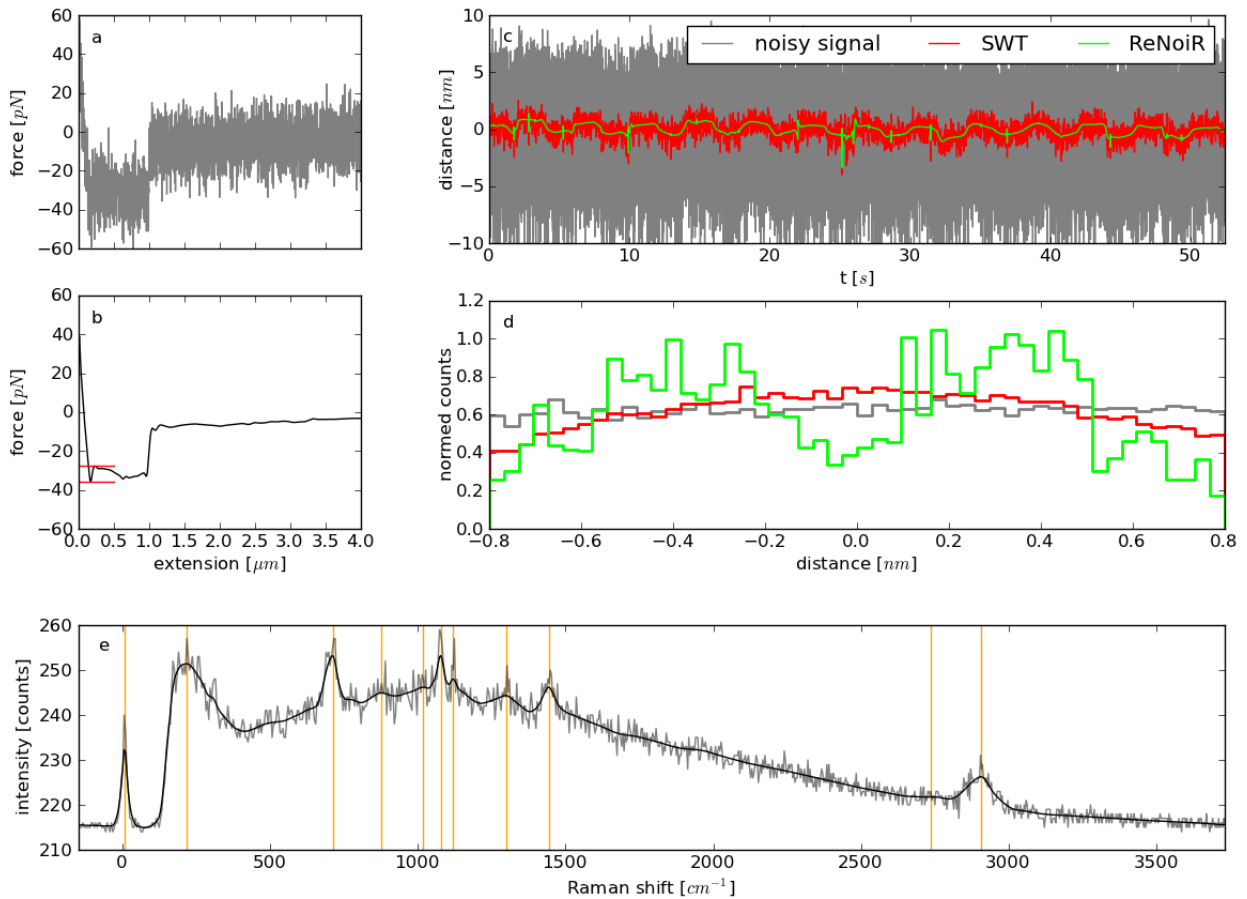 a
60
40
20
0
−20
−40
−60
force [pN]
c
noisy signal SWT ReNoiR
10
5
0
−5
−10
distance [nm]
0 10 20 30 40 50
t [s]
b
60
40
20
0
−20
−40
−60
force [pN]
0.0 0.5 1.0 1.5 2.0 2.5 3.0 3.5 4.0
extension [μm]
d
1.2
1.0
0.8
0.6
0.4
0.2
0.0
normed counts
−0.8 −0.6 −0.4 −0.2 0.0 0.2 0.4 0.6 0.8
distance [nm]
e
260
250
240
230
220
210
intensity [counts]
0 500 1000 1500 2000 2500 3000 3500
Raman shift [cm⁻¹]